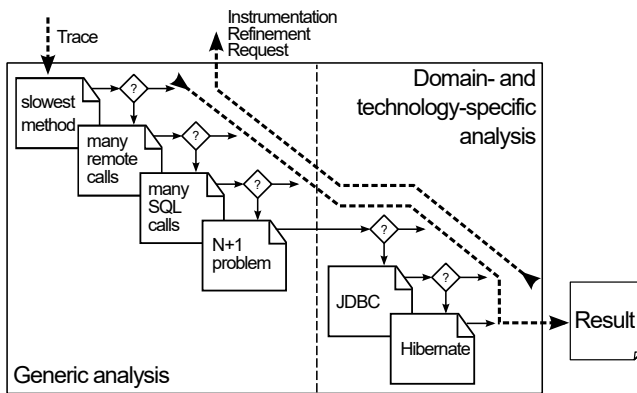 Trace
Instrumentation
Refinement
Request
Domain- and
technology-specific
analysis
slowest
method
?
many
remote
calls
?
many
SQL
calls
?
N+1
problem
?
?
JDBC
?
Hibernate
Result
Generic analysis